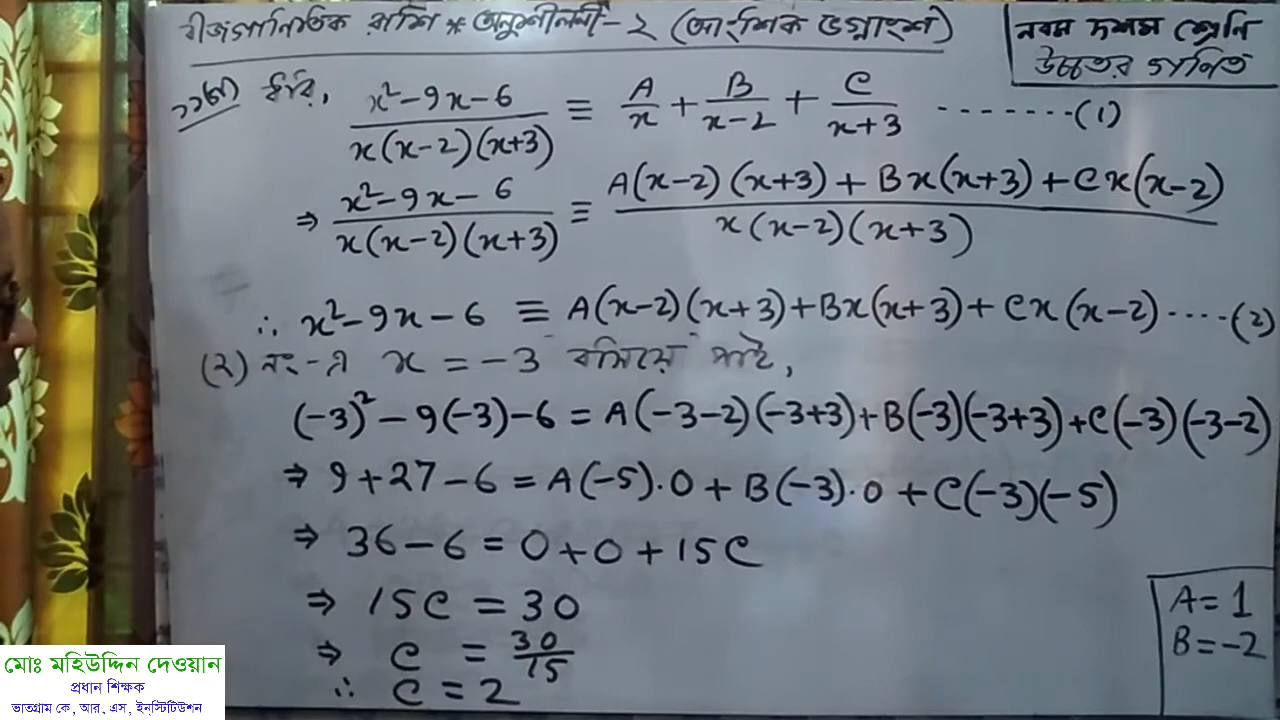 বীজগাণিতিক রাশি * অনুশীলনী - ২ (আংশিক ভগ্নাংশ)
নবম দশম শ্রেনি
উচ্চতর গণিত
ধরি, x²-9x-6 / x(x-2)(x+3) ≡ A/x + B/x-2 + C/x+3 --------(1)
⇒ x²-9x-6 / x(x-2)(x+3) ≡ A(x-2)(x+3)+Bx(x+3)+Cx(x-2) / x(x-2)(x+3)
∴ x²-9x-6 ≡ A(x-2)(x+3)+Bx(x+3)+Cx(x-2)-----(2)
(২) নং-এ x = -3 বসিয়ে পাই,
(-3)²-9(-3)-6 = A(-3-2)(-3+3)+B(-3)(-3+3)+C(-3)(-3-2)
⇒ 9+27-6 = A(-5).0 + B(-3).0 + C(-3)(-5)
⇒ 36-6 = 0+0+15C
⇒ 15C = 30
⇒ C = 30/15
∴ C = 2
A = 1
B = -2
মোঃ মহিউদ্দিন দেওয়ান
প্রধান শিক্ষক
ভাতগ্রাম কে, আর, এস, ইন্সটিটিউশন